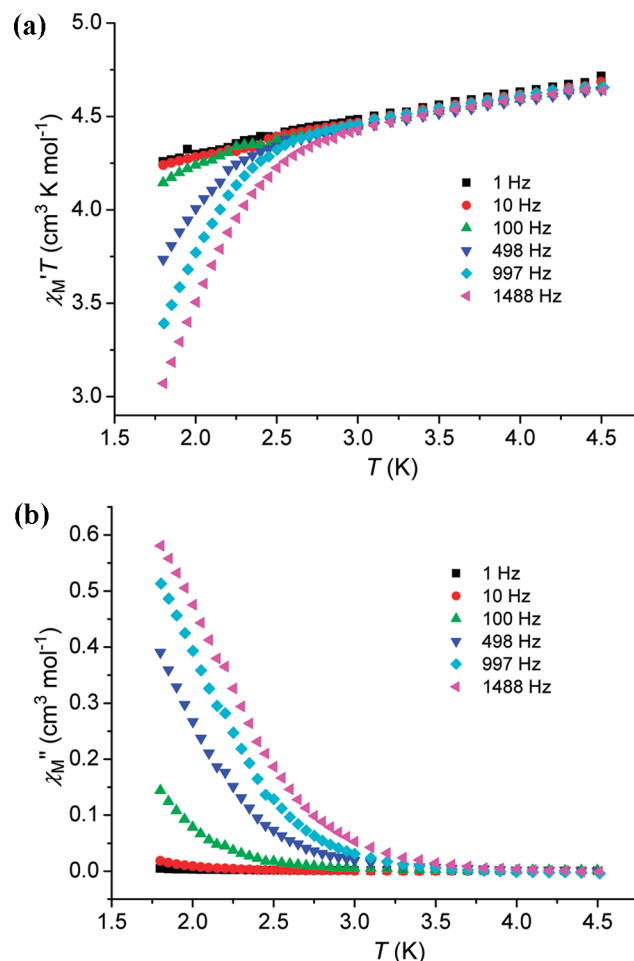 (a)
χM'T (cm³ K mol⁻¹)
5.0
4.5
4.0
3.5
3.0
1 Hz
10 Hz
100 Hz
498 Hz
997 Hz
1488 Hz
1.5 2.0 2.5 3.0 3.5 4.0 4.5
T (K)
(b)
χM" (cm³ mol⁻¹)
0.6
0.5
0.4
0.3
0.2
0.1
0.0
1 Hz
10 Hz
100 Hz
498 Hz
997 Hz
1488 Hz
1.5 2.0 2.5 3.0 3.5 4.0 4.5
T (K)